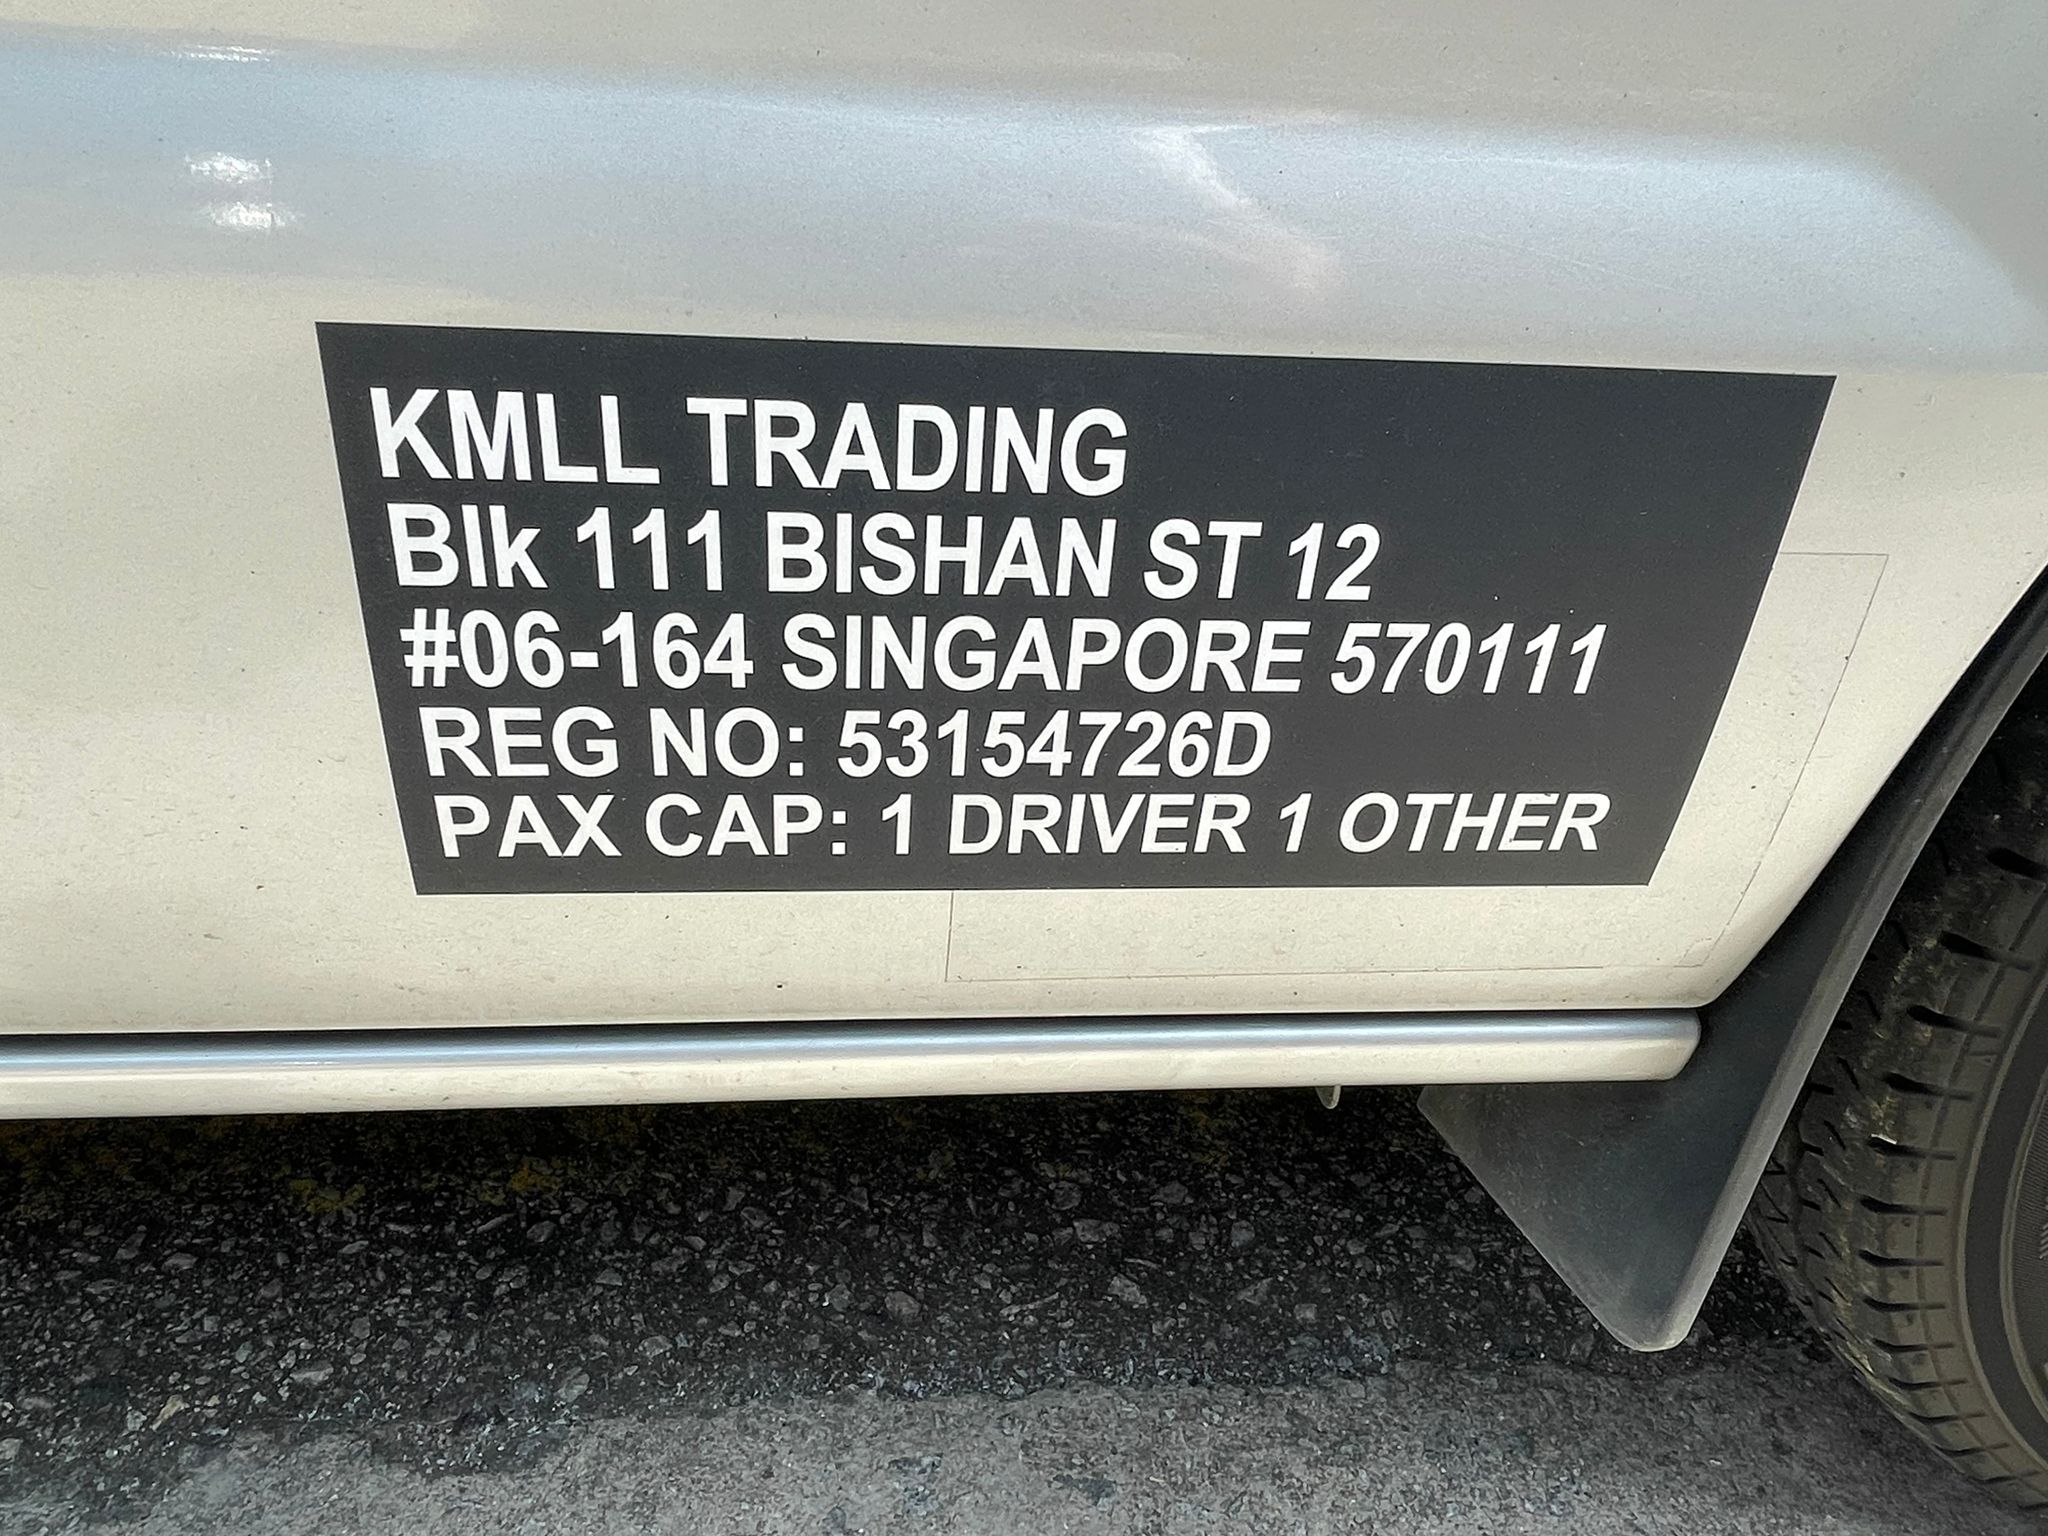 KMLL TRADING
Blk 111 BISHAN ST 12
#06-164 SINGAPORE 570111
REG NO: 53154726D
PAX CAP: 1 DRIVER 1 OTHER